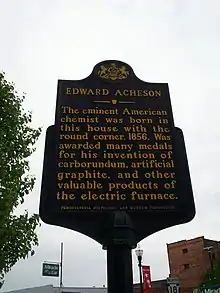 EDWARD ACHESON
The eminent American
chemist was born in
this house with the
round corner, 1856. Was
awarded many medals
for his invention of
carborundum, artificial
graphite, and other
valuable products of
the electric furnace.
PENNSYLVANIA HISTORICAL AND MUSEUM COMMISSION